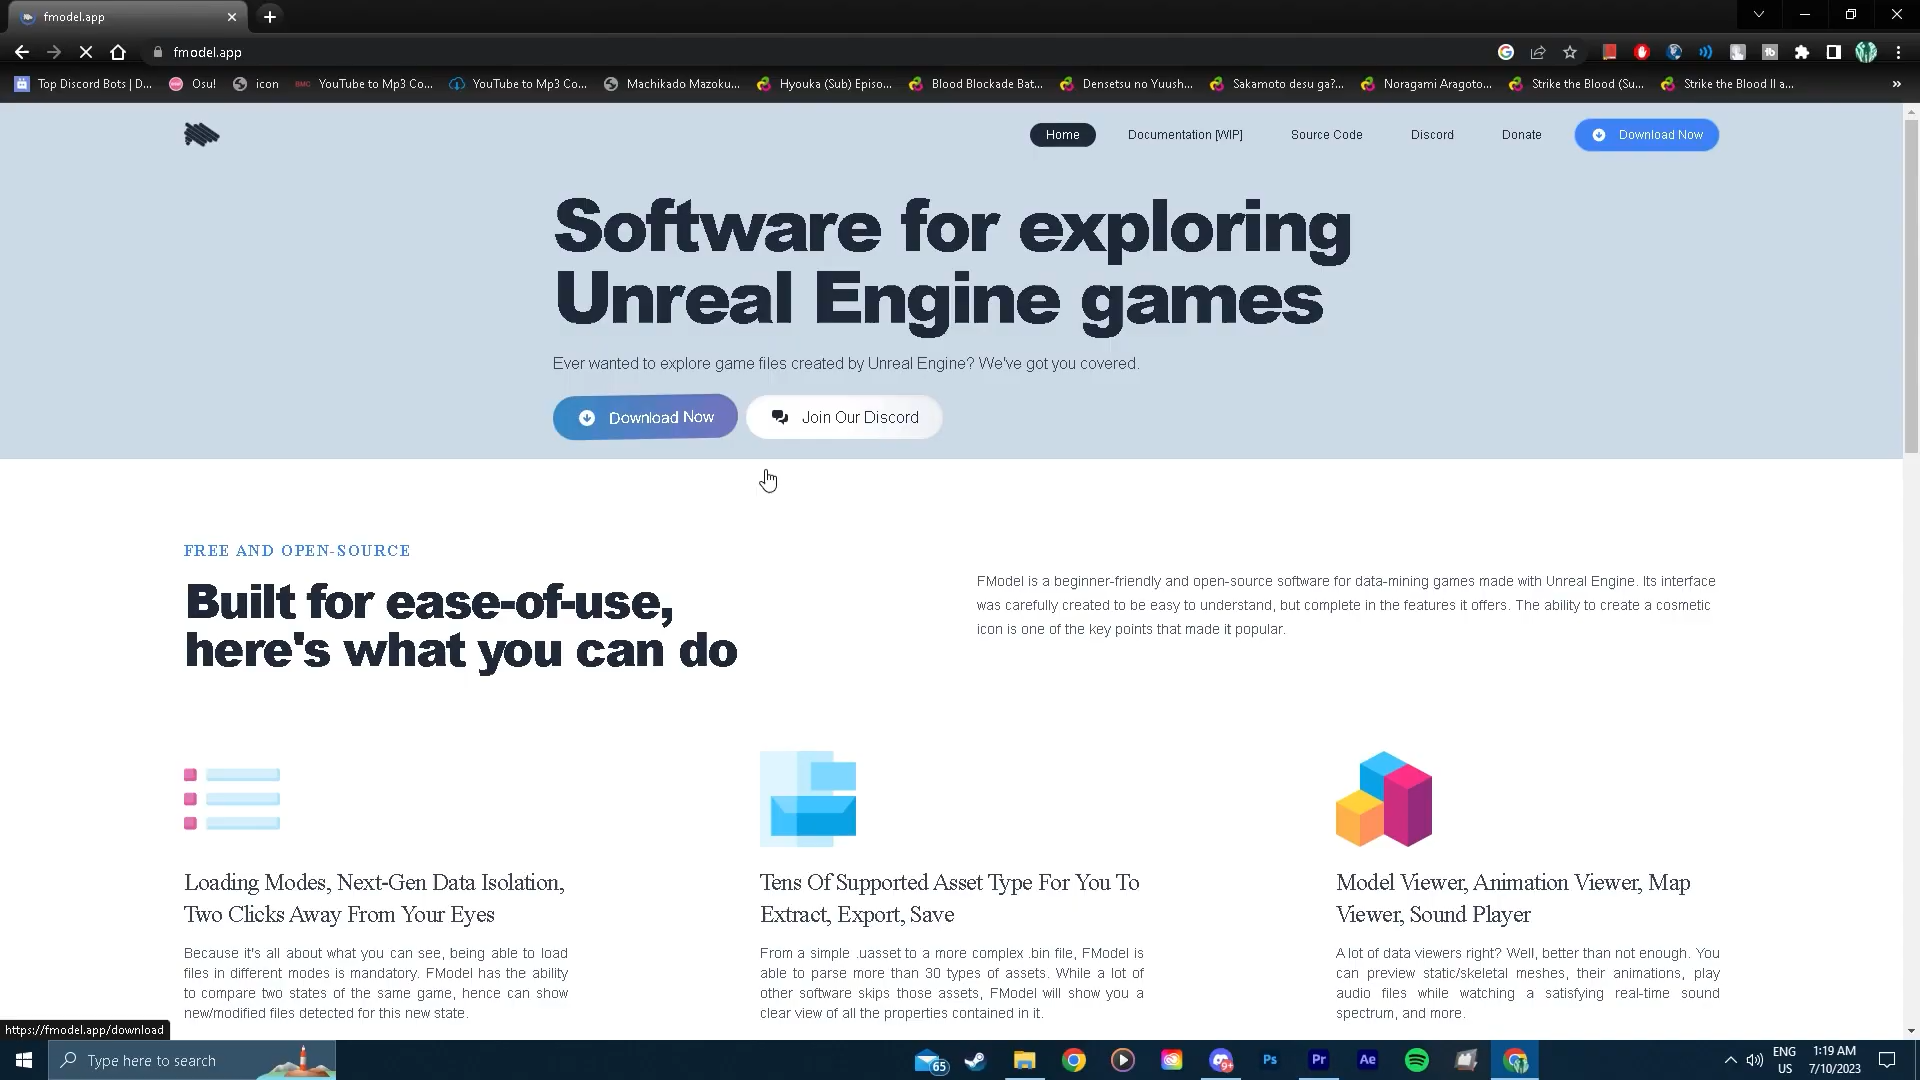 fmodel.app
fmodel.app
Top Discord Bots | D...
Osu!
icon
BMC
YouTube to Mp3 Co...
YouTube to Mp3 Co...
Machikado Mazoku...
Hyouka (Sub) Episo...
Blood Blockade Bat...
Densetsu no Yuush...
Sakamoto desu ga?...
Noragami Aragoto...
Strike the Blood (Su...
Strike the Blood II a...
»
Home
Documentation [WIP]
Source Code
Discord
Donate
Download Now
Software for exploring
Unreal Engine games
Ever wanted to explore game files created by Unreal Engine? We've got you covered.
Download Now
Join Our Discord
FREE AND OPEN-SOURCE
Built for ease-of-use,
here's what you can do
FModel is a beginner-friendly and open-source software for data-mining games made with Unreal Engine. Its interface
was carefully created to be easy to understand, but complete in the features it offers. The ability to create a cosmetic
icon is one of the key points that made it popular.
Loading Modes, Next-Gen Data Isolation,
Two Clicks Away From Your Eyes
Because it's all about what you can see, being able to load
files in different modes is mandatory. FModel has the ability
to compare two states of the same game, hence can show
new/modified files detected for this new state.
Tens Of Supported Asset Type For You To
Extract, Export, Save
From a simple .uasset to a more complex .bin file, FModel is
able to parse more than 30 types of assets. While a lot of
other software skips those assets, FModel will show you a
clear view of all the properties contained in it.
Model Viewer, Animation Viewer, Map
Viewer, Sound Player
A lot of data viewers right? Well, better than not enough. You
can preview static/skeletal meshes, their animations, play
audio files while watching a satisfying real-time sound
spectrum, and more.
https://fmodel.app/download
Type here to search
65
9+
Ps
Pr
Ae
ENG
US
1:19 AM
7/10/2023